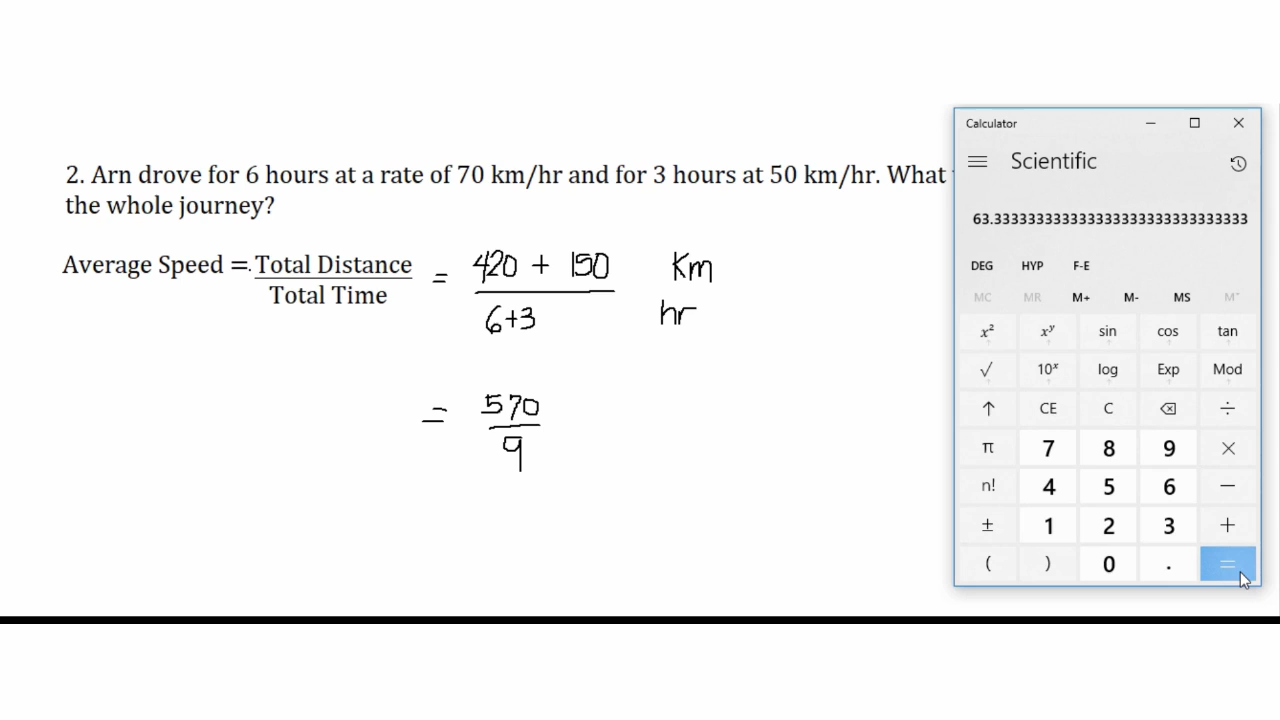 2. Arn drove for 6 hours at a rate of 70 km/hr and for 3 hours at 50 km/hr. What
the whole journey?
Average Speed = Total Distance = 420 + 150 Km
Total Time 6+3 hr
= 570
9
Calculator
Scientific
63.333333333333333333333333333333
DEG HYP F-E
MC MR M+ M- MS M˅
x² xʸ sin cos tan
√ 10ˣ log Exp Mod
↑ CE C ⌫ ÷
π 7 8 9 ×
n! 4 5 6 −
± 1 2 3 +
( ) 0 . =